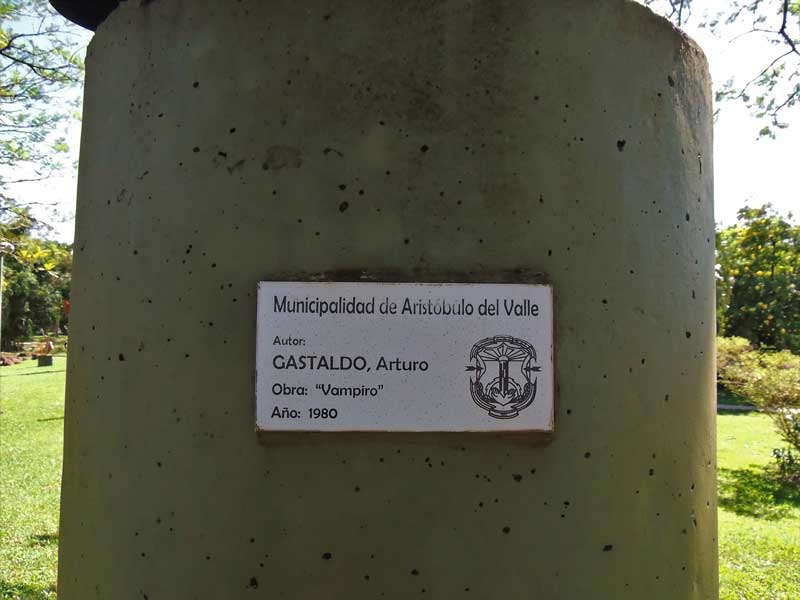 Municipalidad de Aristóbulo del Valle
Autor:
GASTALDO, Arturo
Obra: "Vampiro"
Año: 1980